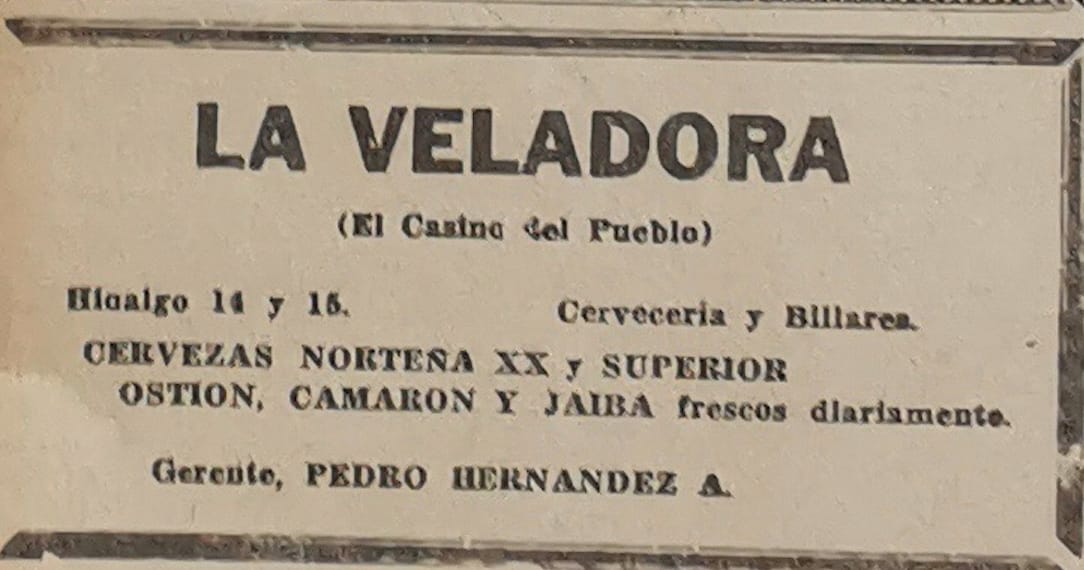 LA VELADORA
(El Casino del Pueblo)
Hidalgo 14 y 15. Cervecería y Billares.
CERVEZAS NORTEÑA XX y SUPERIOR
OSTION, CAMARON Y JAIBA frescos diariamente.
Gerente, PEDRO HERNANDEZ A.